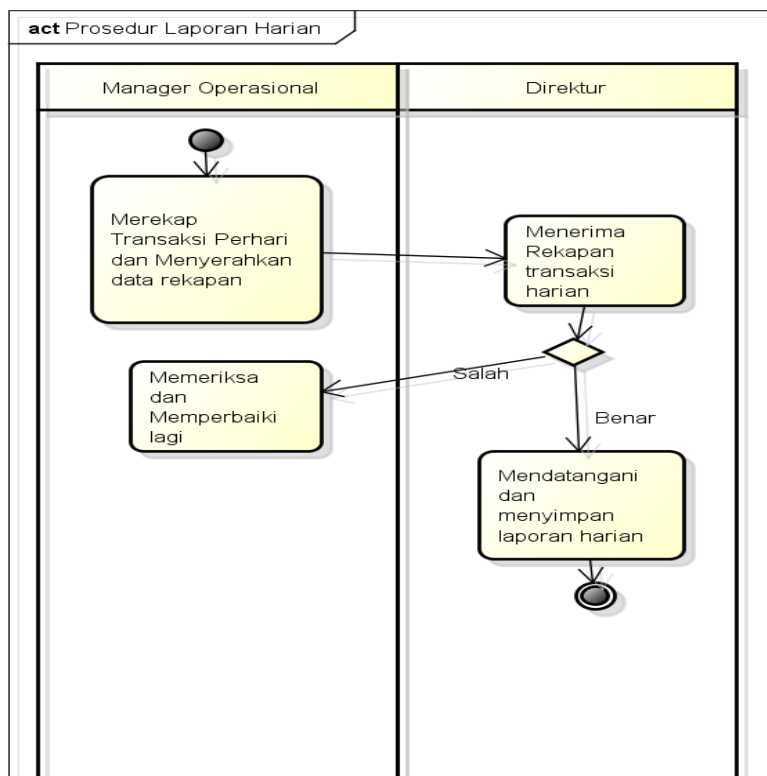 act Prosedur Laporan Harian
Manager Operasional
Direktur
Merekap
Transaksi Perhari
dan Menyerahkan
data rekapan
Menerima
Rekapan
transaksi
harian
Salah
Memeriksa
dan
Memperbaiki
lagi
Benar
Mendatangani
dan
menyimpan
laporan harian